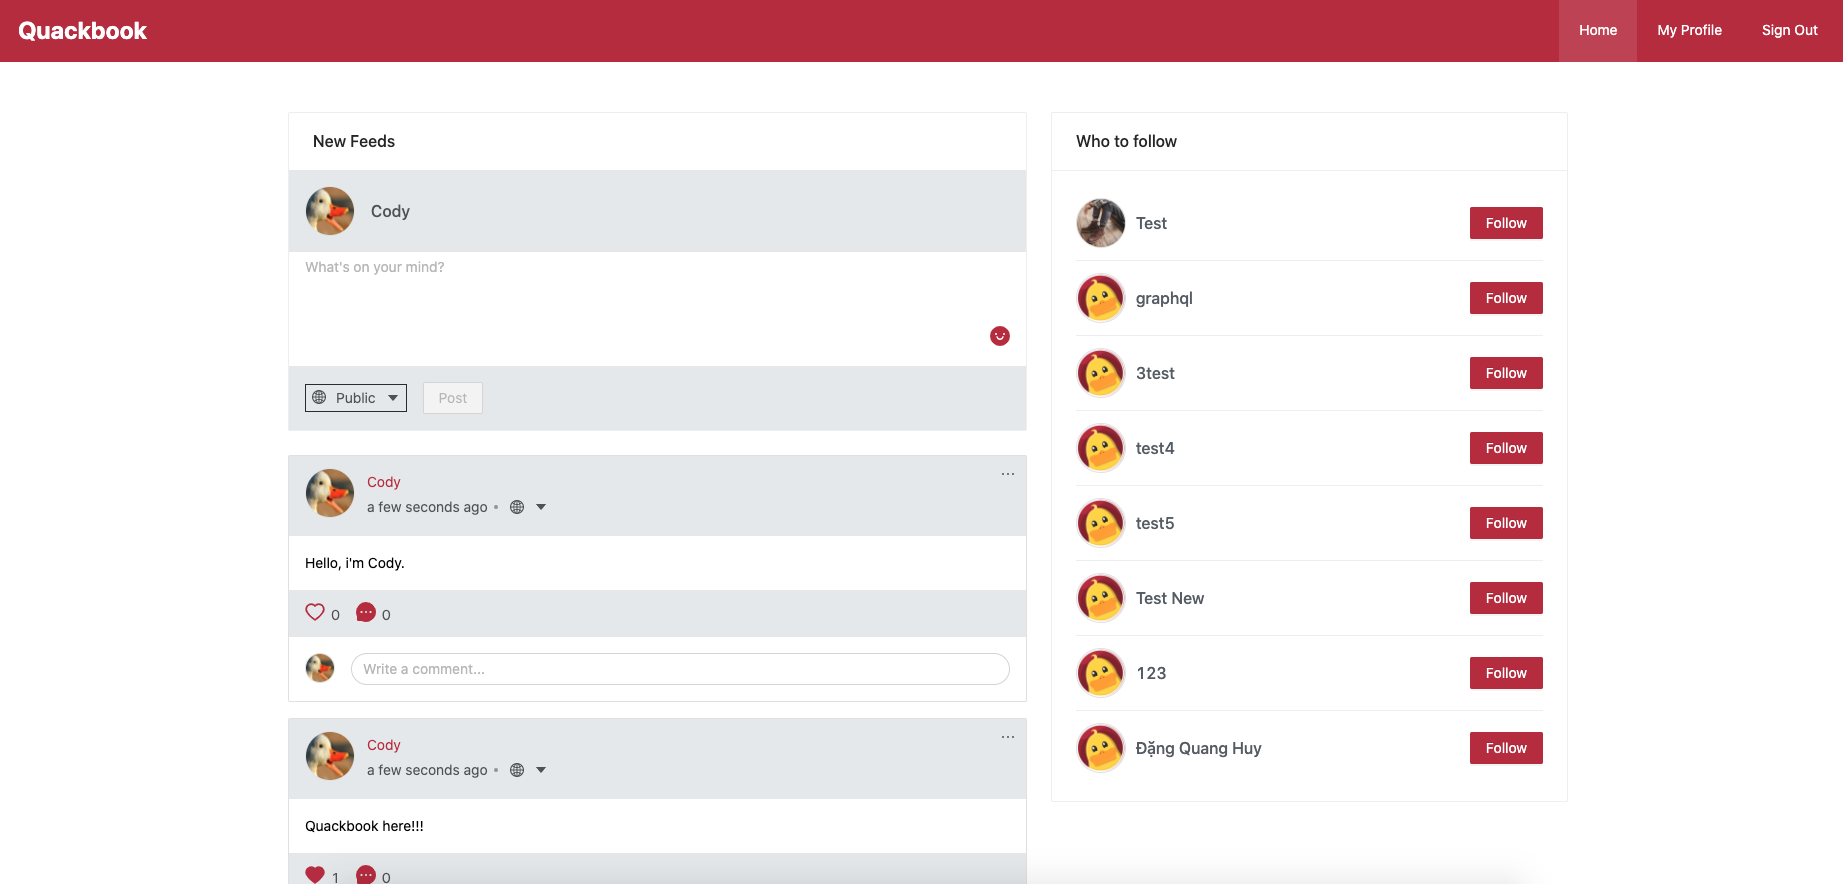 Quackbook
Home
My Profile
Sign Out
New Feeds
Cody
What's on your mind?
Public
Post
Cody
a few seconds ago •
Hello, i'm Cody.
0
0
Write a comment...
Cody
a few seconds ago •
Quackbook here!!!
1
0
Who to follow
Test
Follow
graphql
Follow
3test
Follow
test4
Follow
test5
Follow
Test New
Follow
123
Follow
Đặng Quang Huy
Follow